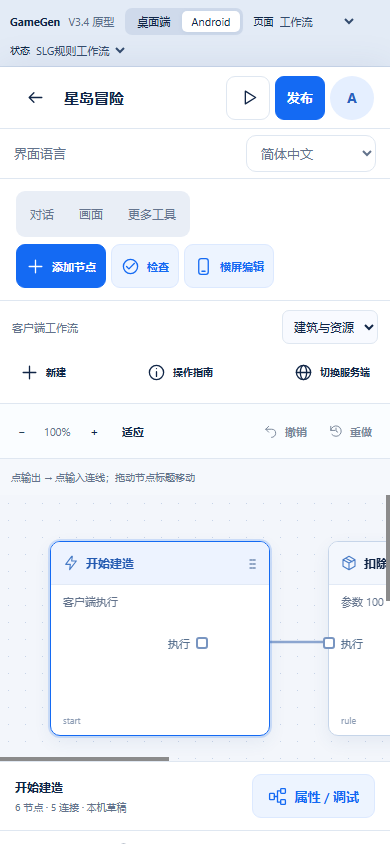 GameGen V3.4 原型 桌面端 Android 页面 工作流
状态 SLG规则工作流
星岛冒险 发布 A
界面语言 简体中文
对话 画面 更多工具
添加节点 检查 横屏编辑
客户端工作流 建筑与资源
新建 操作指南 切换服务端
− 100% + 适应 撤销 重做
点输出 → 点输入连线；拖动节点标题移动
开始建造 扣除
客户端执行 参数 100
执行 执行
start rule
开始建造
6 节点 · 5 连接 · 本机草稿
属性 / 调试